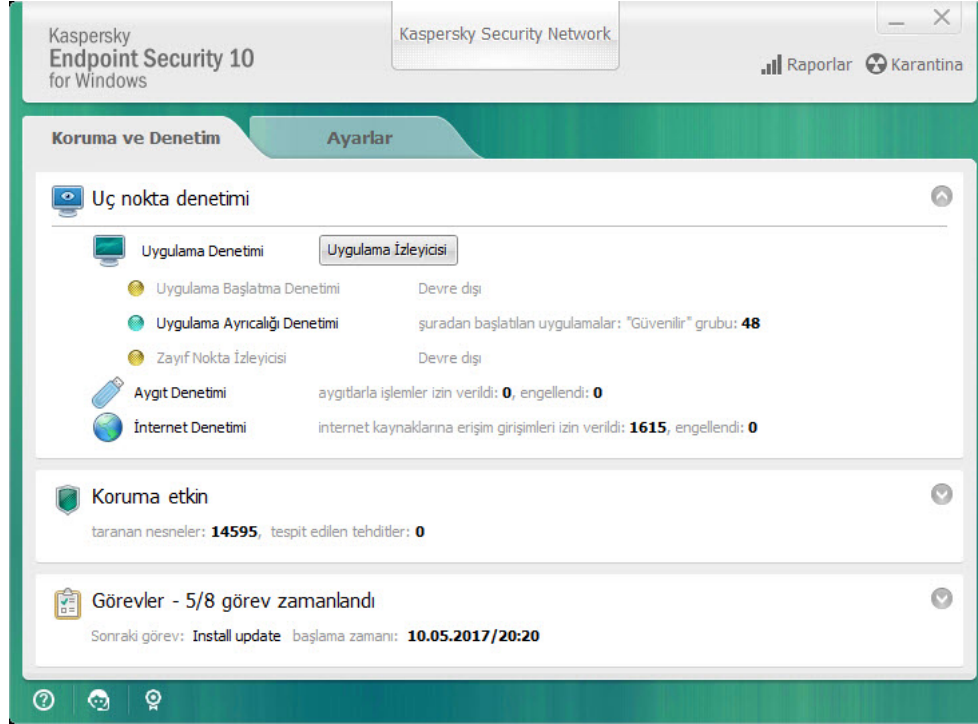 Kaspersky
Endpoint Security 10
for Windows
Kaspersky Security Network
Raporlar
Karantina
Koruma ve Denetim
Ayarlar
Uç nokta denetimi
Uygulama Denetimi
Uygulama İzleyicisi
Uygulama Başlatma Denetimi Devre dışı
Uygulama Ayrıcalığı Denetimi şuradan başlatılan uygulamalar: "Güvenilir" grubu: 48
Zayıf Nokta İzleyicisi Devre dışı
Aygıt Denetimi aygıtlarla işlemler izin verildi: 0, engellendi: 0
İnternet Denetimi internet kaynaklarına erişim girişimleri izin verildi: 1615, engellendi: 0
Koruma etkin
taranan nesneler: 14595, tespit edilen tehditler: 0
Görevler - 5/8 görev zamanlandı
Sonraki görev: Install update başlama zamanı: 10.05.2017/20:20